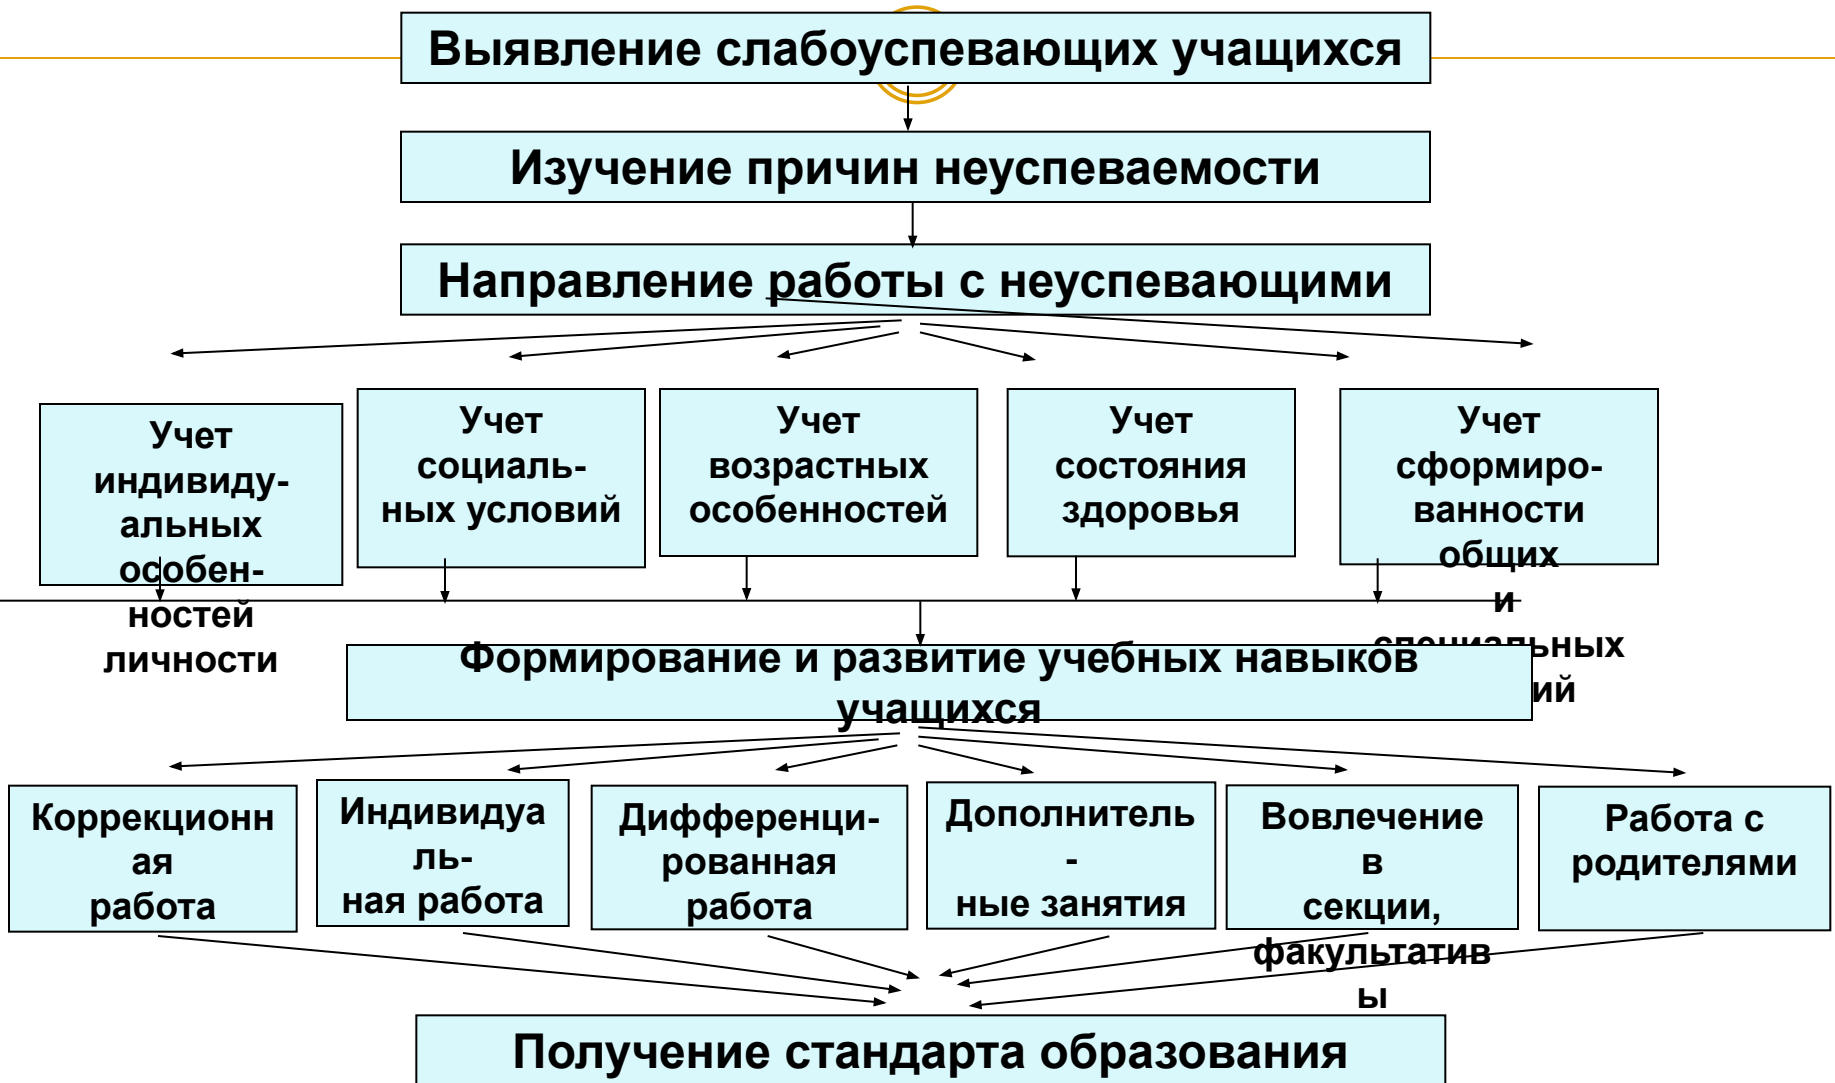 Выявление слабоуспевающих учащихся
Изучение причин неуспеваемости
Направление работы с неуспевающими
Учет
индивиду-
альных
особен-
ностей
личности
Учет
социаль-
ных условий
Учет
возрастных
особенностей
Учет
состояния
здоровья
Учет
сформиро-
ванности
общих
и
специальных
Формирование и развитие учебных навыков
учащихся
Коррекционн
ая
работа
Индивидуа
ль-
ная работа
Дифференци-
рованная
работа
Дополнитель
-
ные занятия
Вовлечение
в
секции,
факультатив
ы
Работа с
родителями
Получение стандарта образования